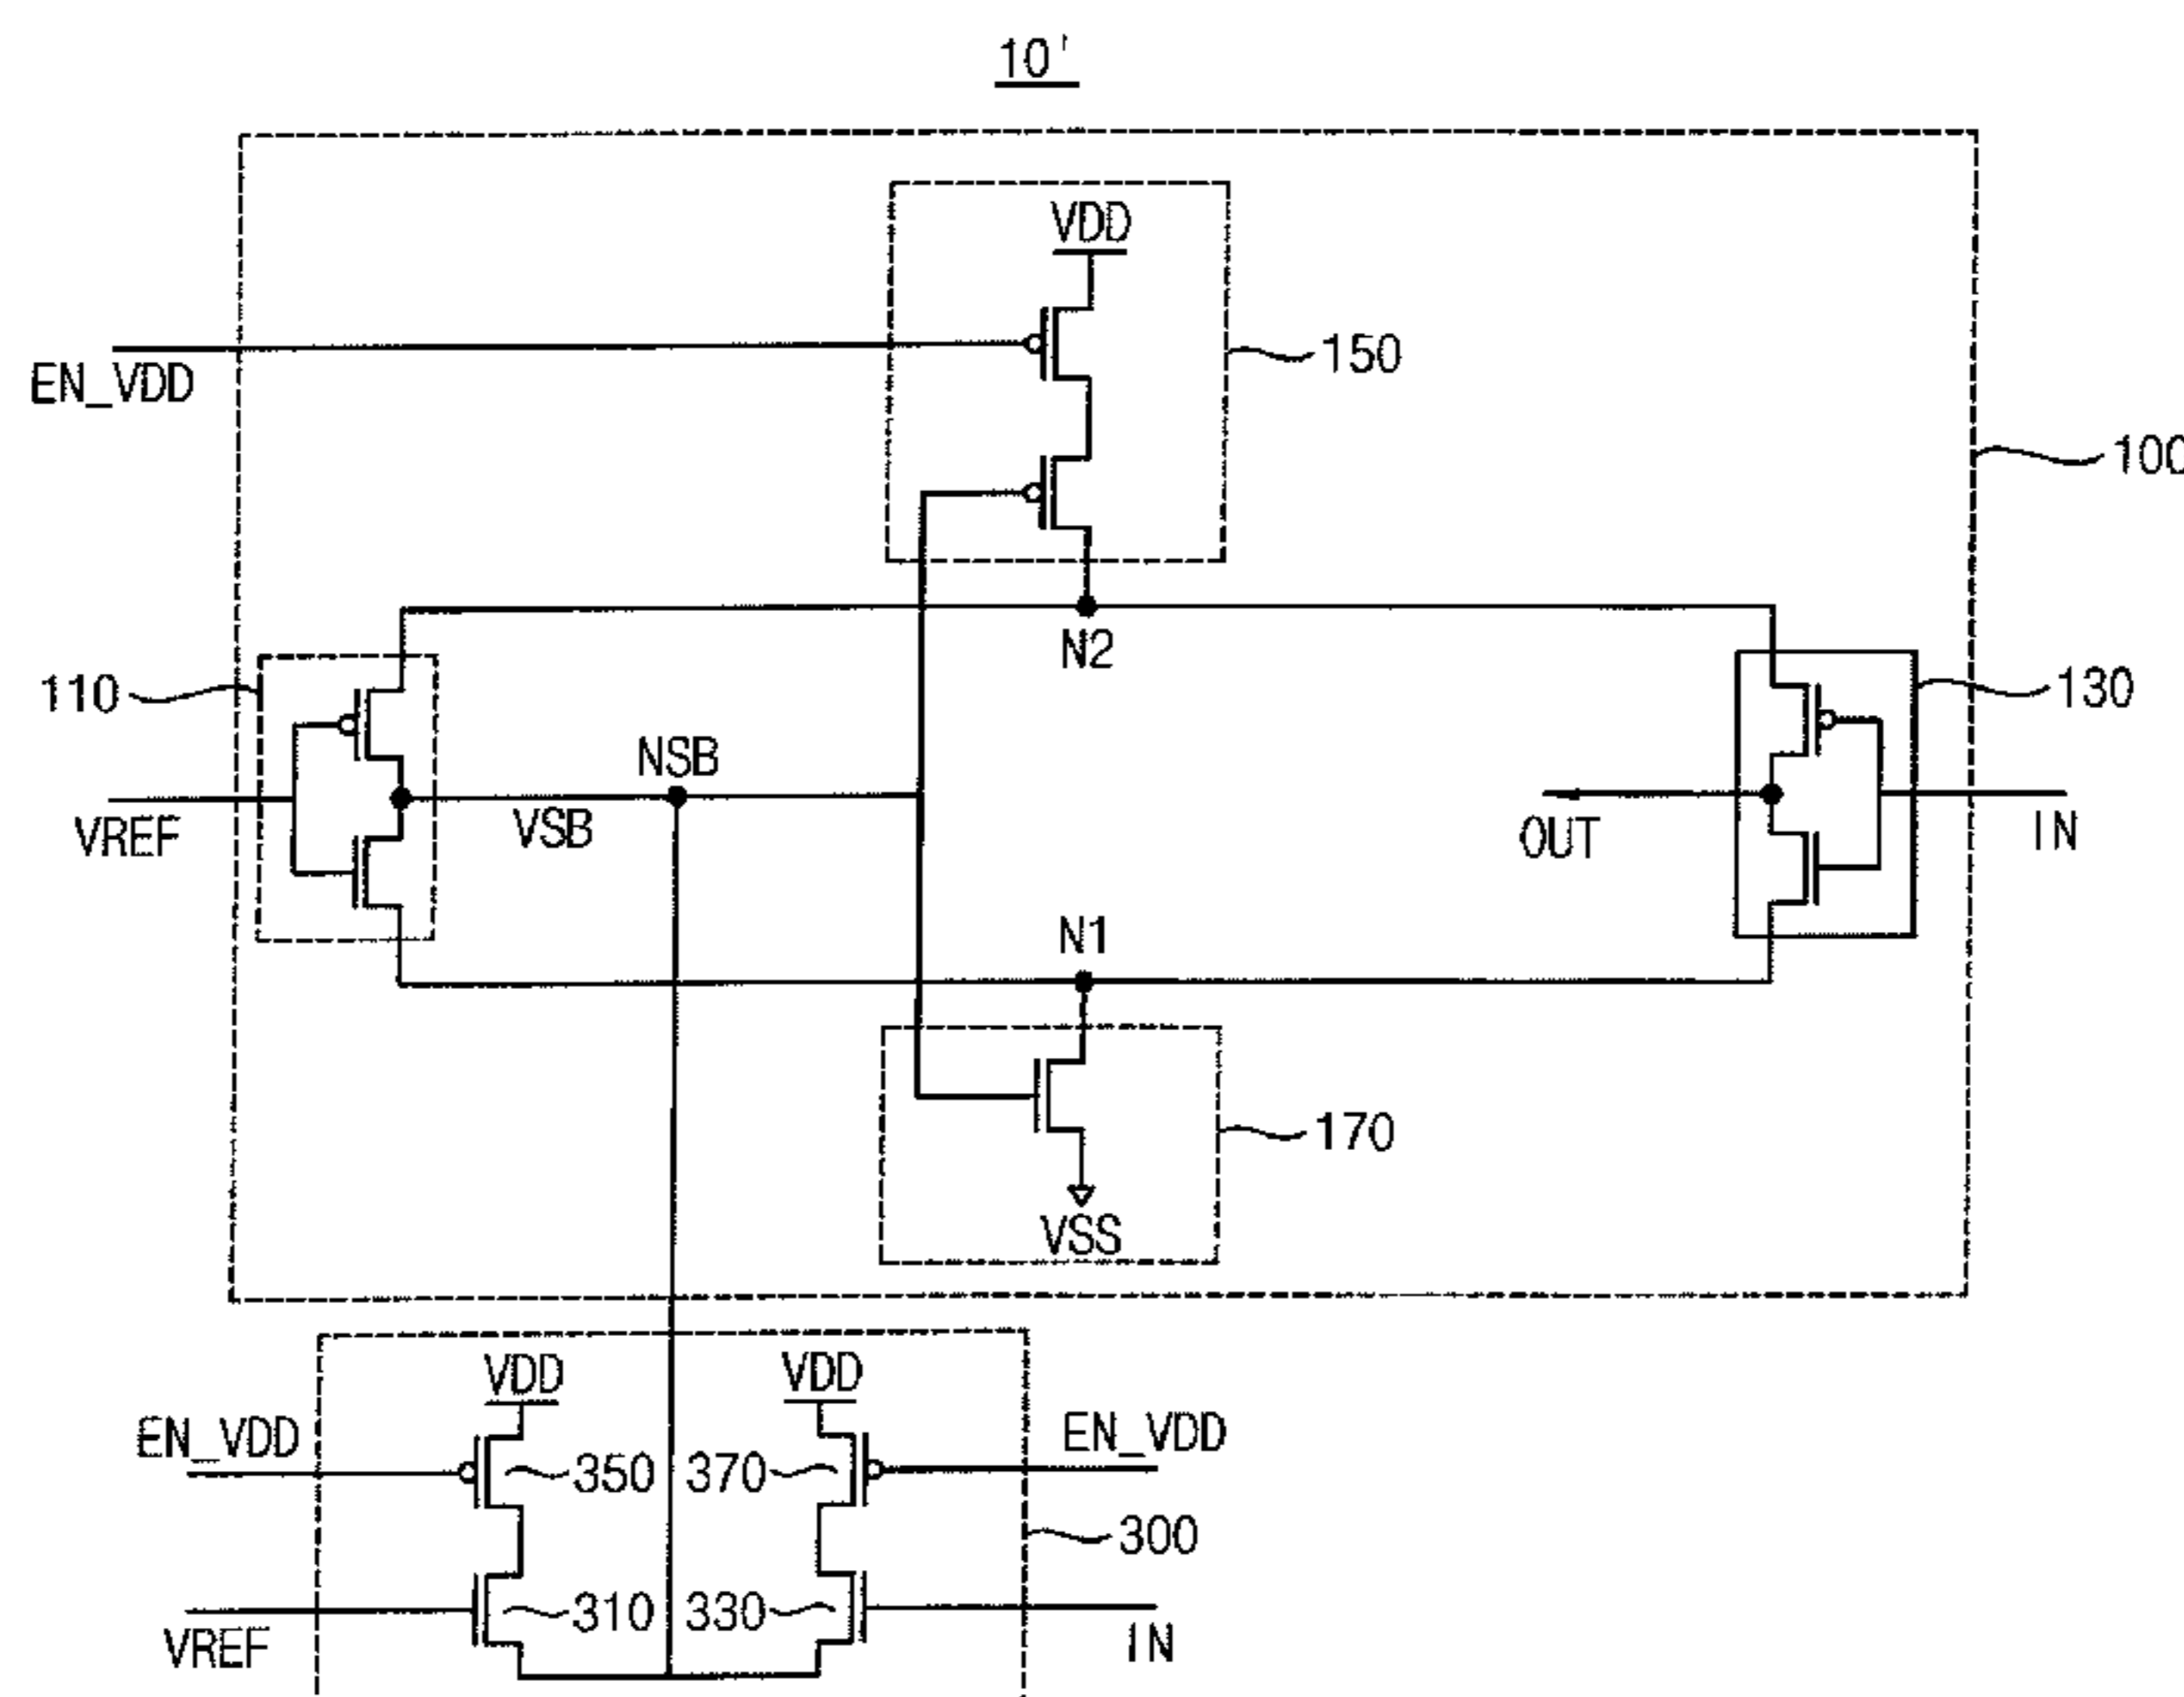 10'
VDD
EN_VDD
150
100
N2
110
130
NSB
VREF
VSB
OUT
IN
N1
170
VSS
VDD
VDD
EN_VDD
EN_VDD
350
370
300
310
330
VREF
IN